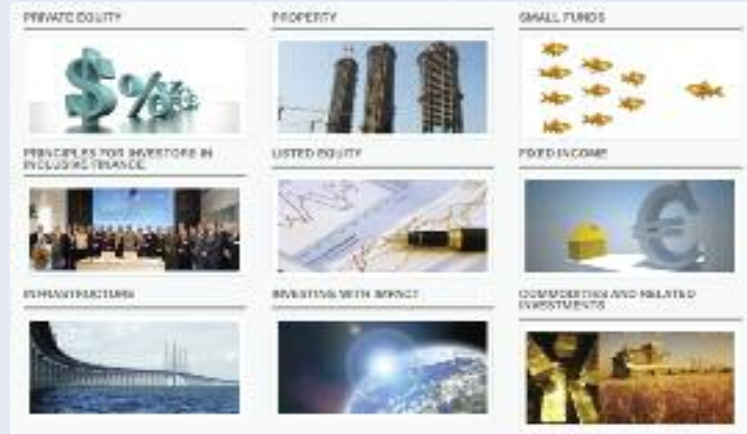 PRIVATE EQUITY
PROPERTY
SMALL FUNDS
PRINCIPLES FOR INVESTORS IN
INCLUSIVE FINANCE
LISTED EQUITY
FIXED INCOME
INFRASTRUCTURE
INVESTING WITH IMPACT
COMMODITIES AND RELATED
INVESTMENTS